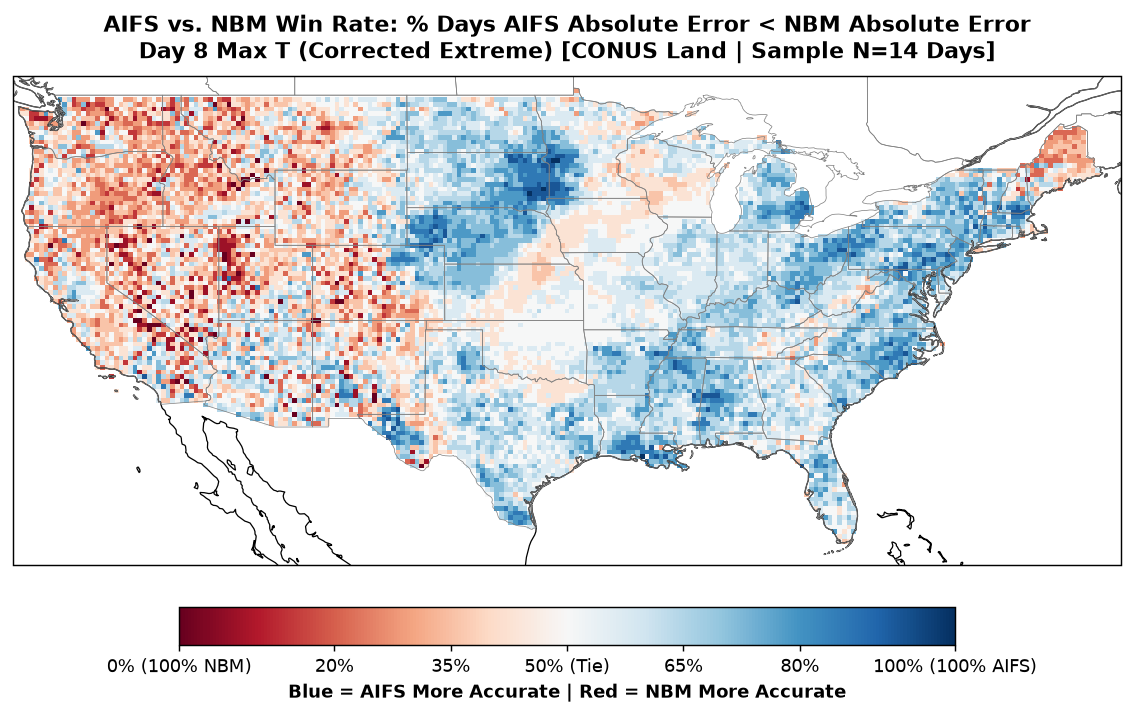 AIFS vs. NBM Win Rate: % Days AIFS Absolute Error < NBM Absolute Error
Day 8 Max T (Corrected Extreme) [CONUS Land | Sample N=14 Days]
0% (100% NBM) 20% 35% 50% (Tie) 65% 80% 100% (100% AIFS)
Blue = AIFS More Accurate | Red = NBM More Accurate